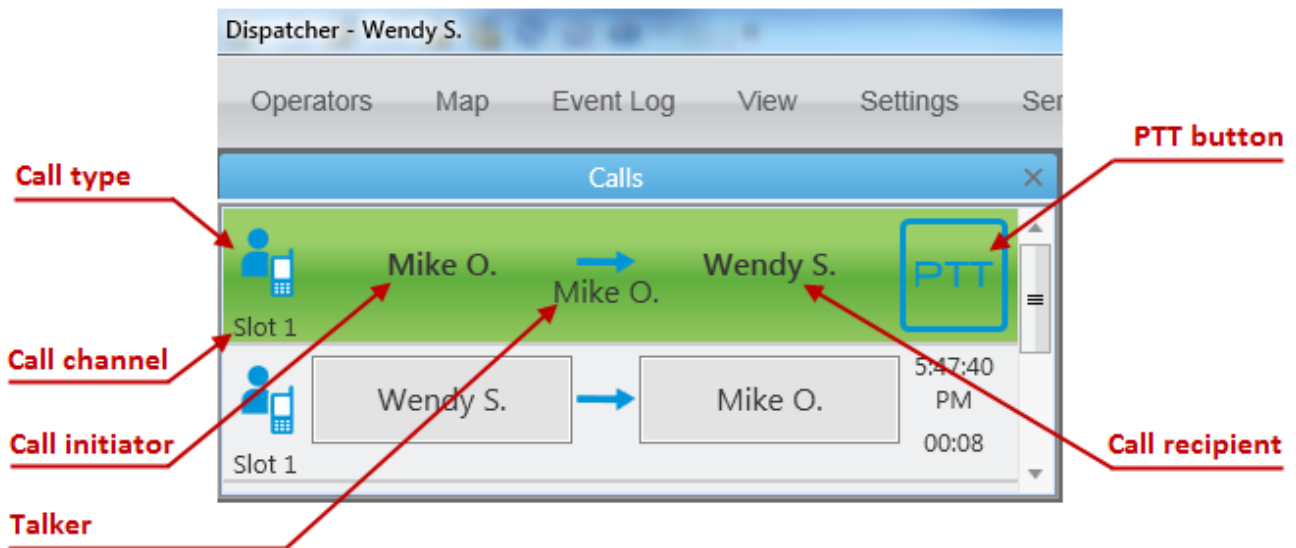 Dispatcher - Wendy S.
Operators Map Event Log View Settings Ser
PTT button
Call type
Calls
Mike O. Wendy S. PTT
Mike O.
Slot 1
Call channel
5:47:40
Wendy S. Mike O. PM
00:08
Call initiator
Call recipient
Slot 1
Talker